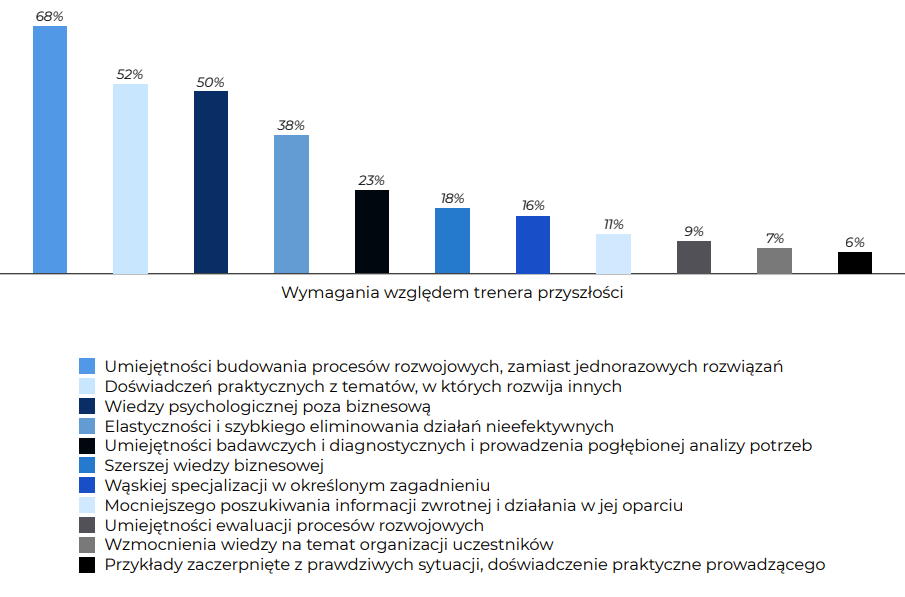 68%
52%
50%
38%
23%
18%
16%
11%
9%
7%
6%
Wymagania względem trenera przyszłości
Umiejętności budowania procesów rozwojowych, zamiast jednorazowych rozwiązań
Doświadczeń praktycznych z tematów, w których rozwija innych
Wiedzy psychologicznej poza biznesową
Elastyczności i szybkiego eliminowania działań nieefektywnych
Umiejętności badawczych i diagnostycznych i prowadzenia pogłębionej analizy potrzeb
Szerszej wiedzy biznesowej
Wąskiej specjalizacji w określonym zagadnieniu
Mocniejszego poszukiwania informacji zwrotnej i działania w jej oparciu
Umiejętności ewaluacji procesów rozwojowych
Wzmocnienia wiedzy na temat organizacji uczestników
Przykłady zaczerpnięte z prawdziwych sytuacji, doświadczenie praktyczne prowadzącego